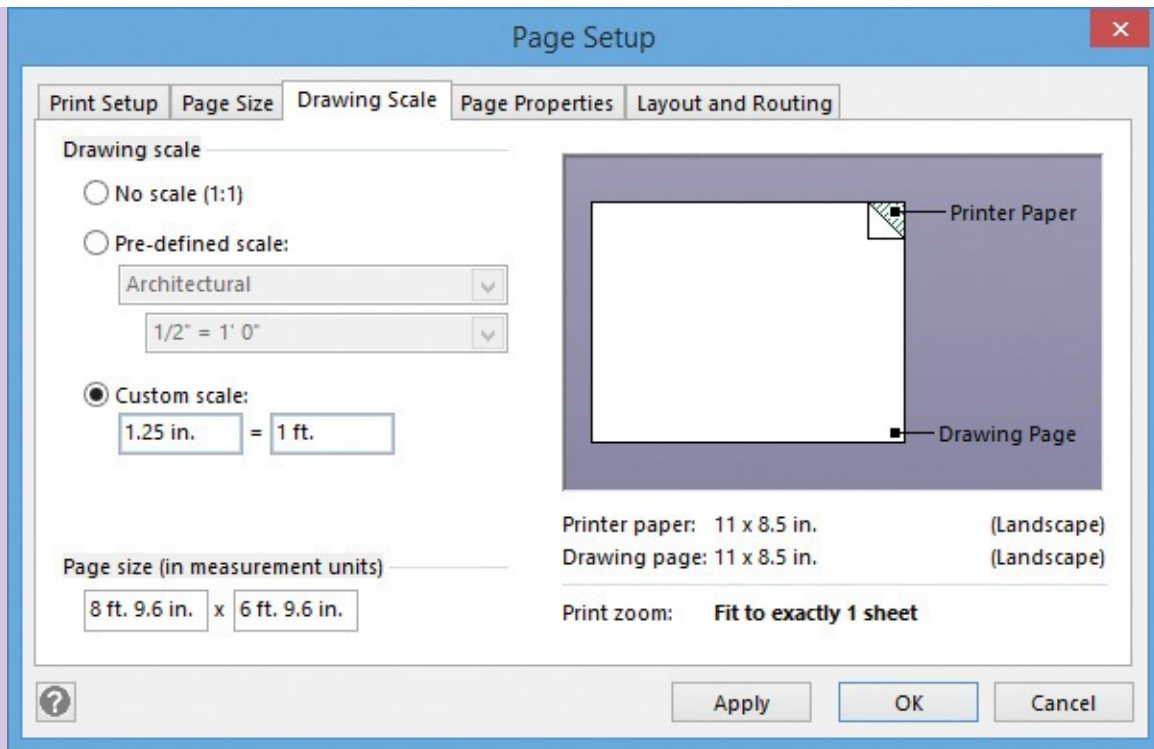 Page Setup
Print Setup Page Size Drawing Scale Page Properties Layout and Routing
Drawing scale
No scale (1:1)
Pre-defined scale:
Architectural
1/2" = 1' 0"
Custom scale:
1.25 in. = 1 ft.
Page size (in measurement units)
8 ft. 9.6 in. x 6 ft. 9.6 in.
Printer Paper
Drawing Page
Printer paper: 11 x 8.5 in. (Landscape)
Drawing page: 11 x 8.5 in. (Landscape)
Print zoom: Fit to exactly 1 sheet
? Apply OK Cancel